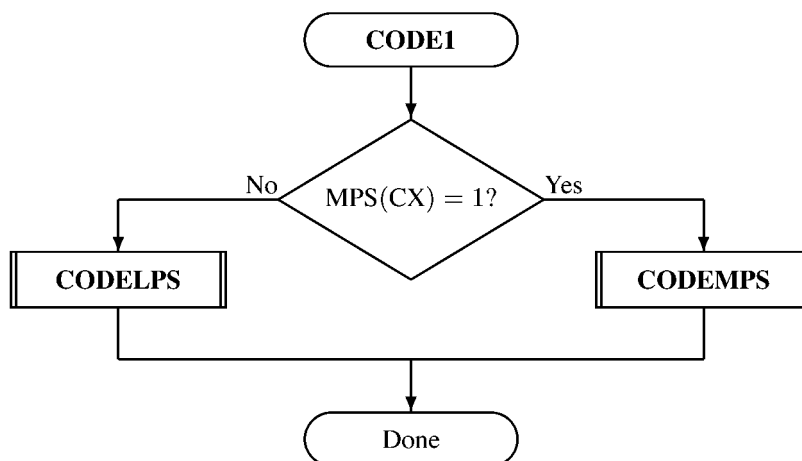 CODE1
No
MPS(CX) = 1?
Yes
CODELPS
CODEMPS
Done